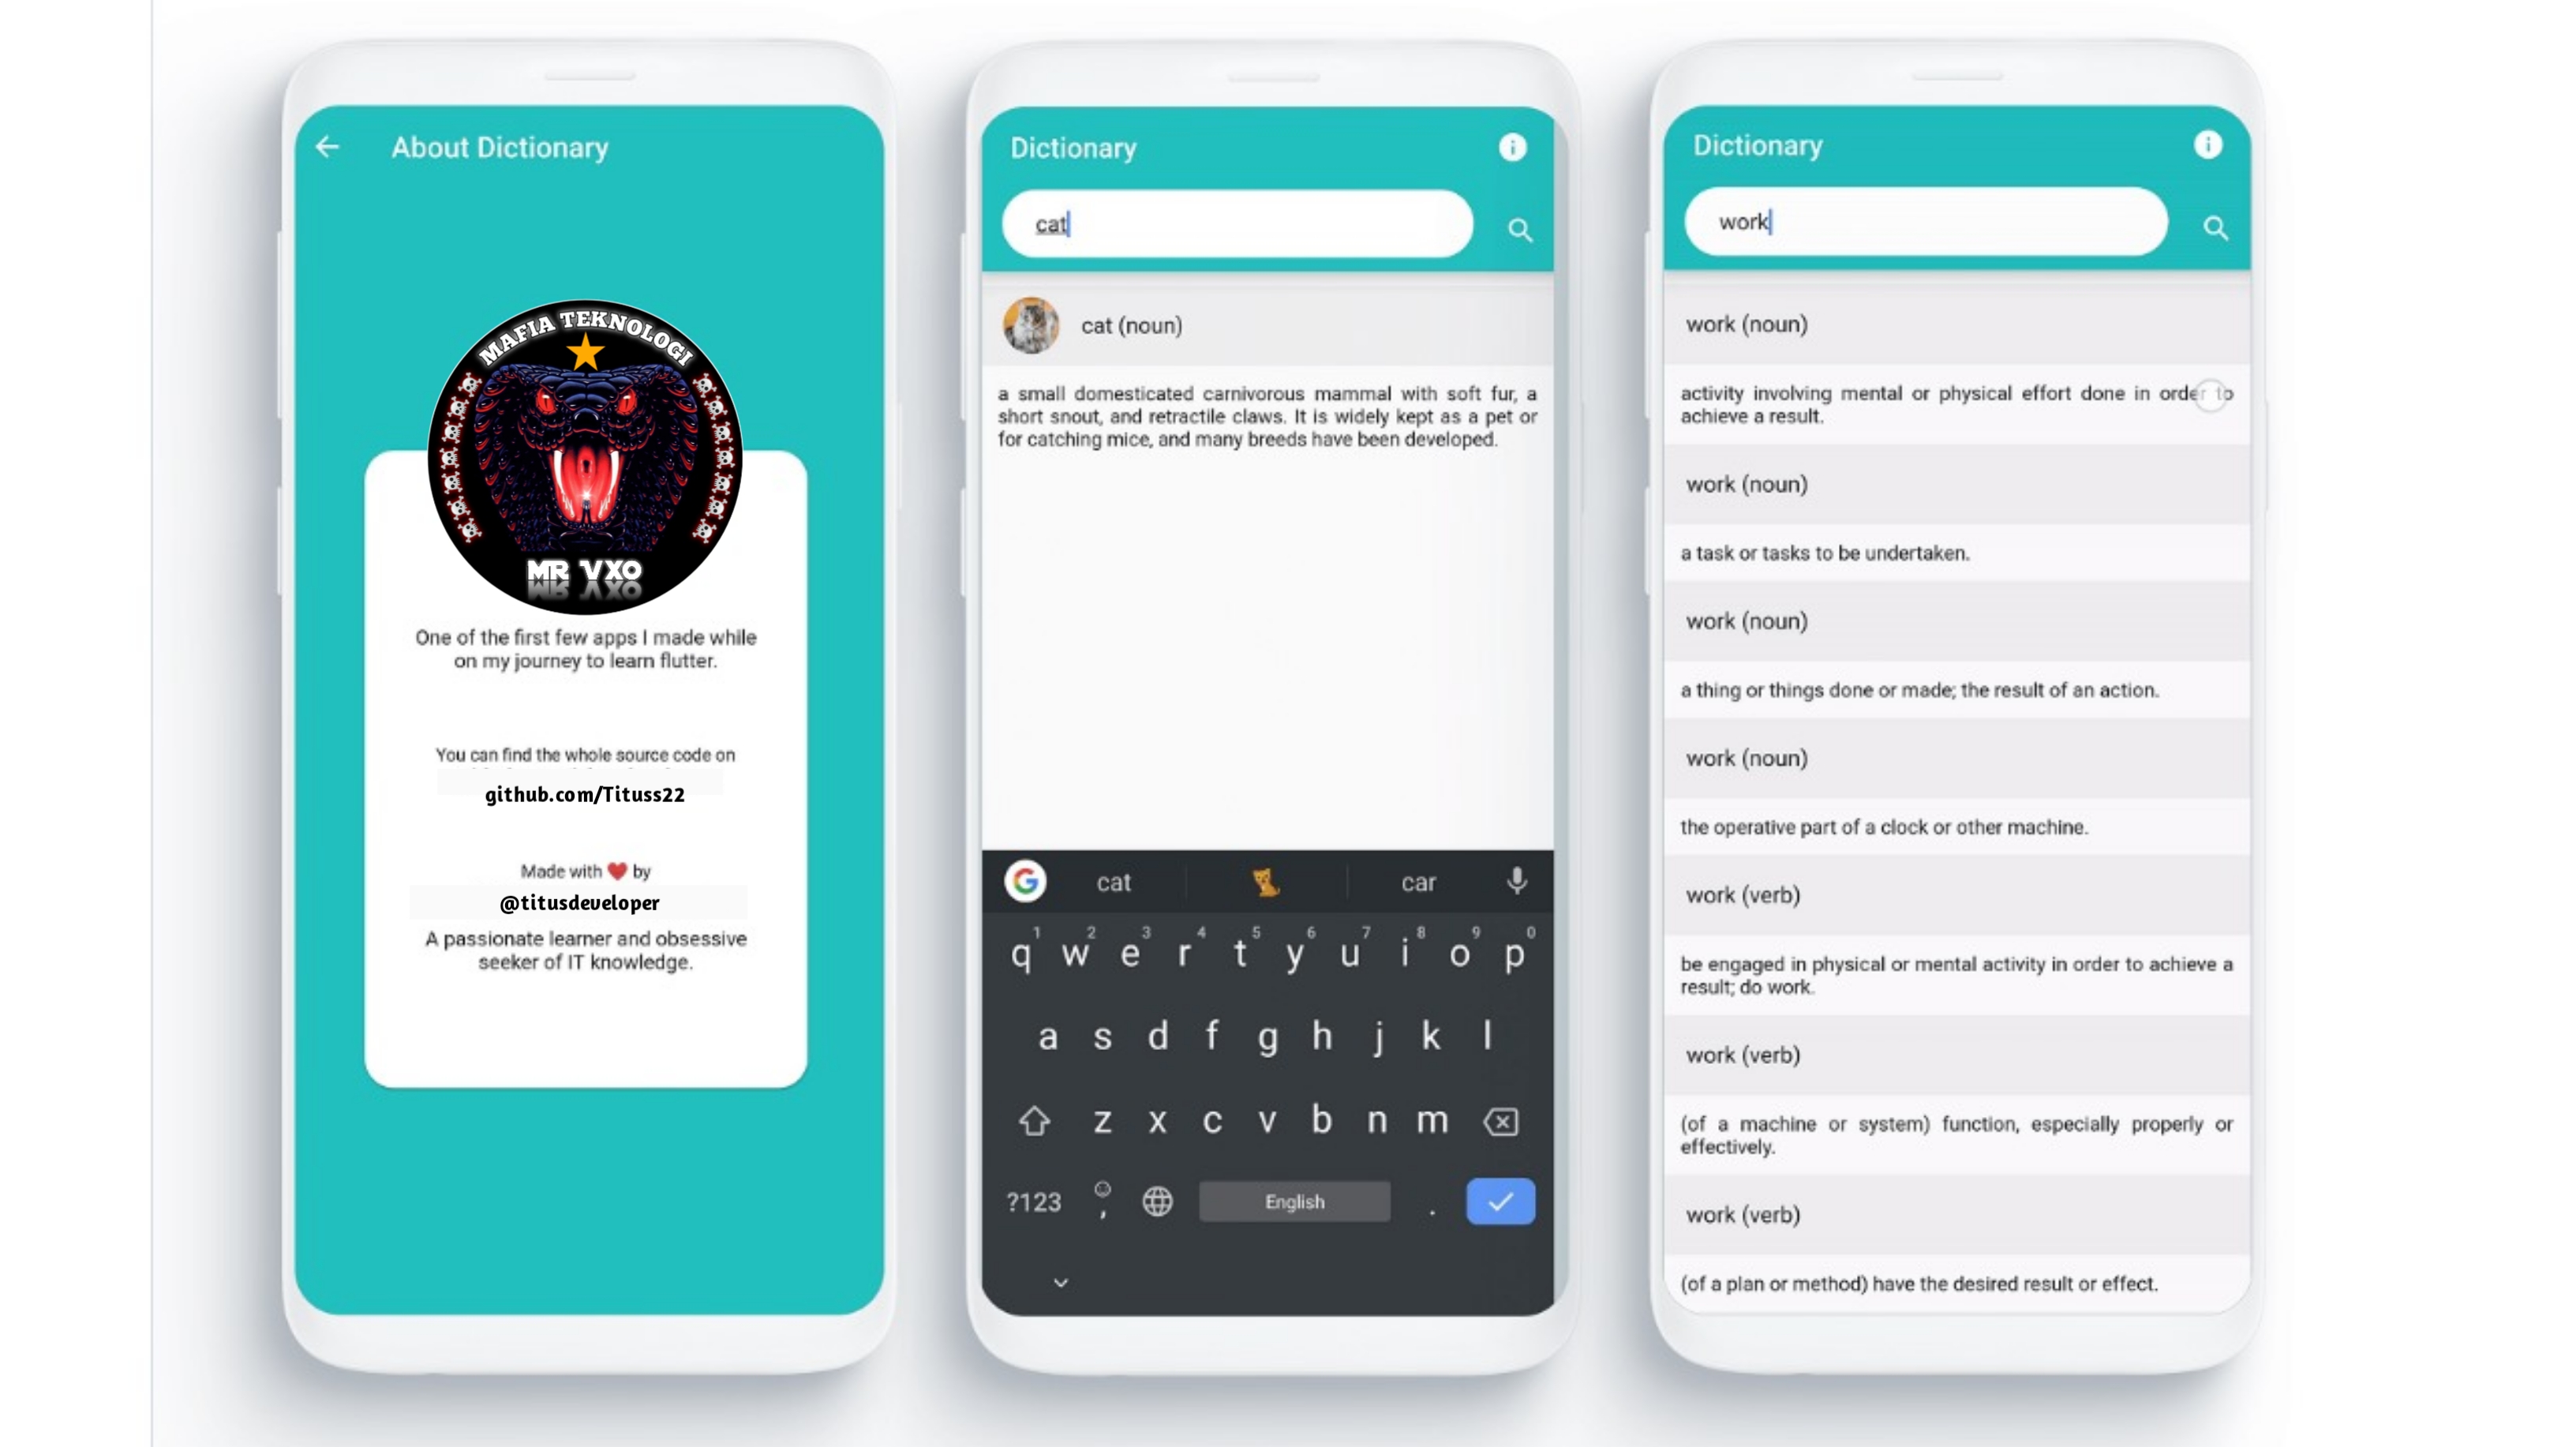 About Dictionary
MAFIA TEKNOLOGI
MR VXO
One of the first few apps I made while
on my journey to learn flutter.
You can find the whole source code on
github.com/Tituss22
Made with ❤ by
@titusdeveloper
A passionate learner and obsessive
seeker of IT knowledge.
Dictionary
cat
cat (noun)
a small domesticated carnivorous mammal with soft fur, a
short snout, and retractile claws. It is widely kept as a pet or
for catching mice, and many breeds have been developed.
G cat car
1 2 3 4 5 6 7 8 9 0
q w e r t y u i o p
a s d f g h j k l
z x c v b n m
?123 , English .
Dictionary
work
work (noun)
activity involving mental or physical effort done in order to
achieve a result.
work (noun)
a task or tasks to be undertaken.
work (noun)
a thing or things done or made; the result of an action.
work (noun)
the operative part of a clock or other machine.
work (verb)
be engaged in physical or mental activity in order to achieve a
result; do work.
work (verb)
(of a machine or system) function, especially properly or
effectively.
work (verb)
(of a plan or method) have the desired result or effect.